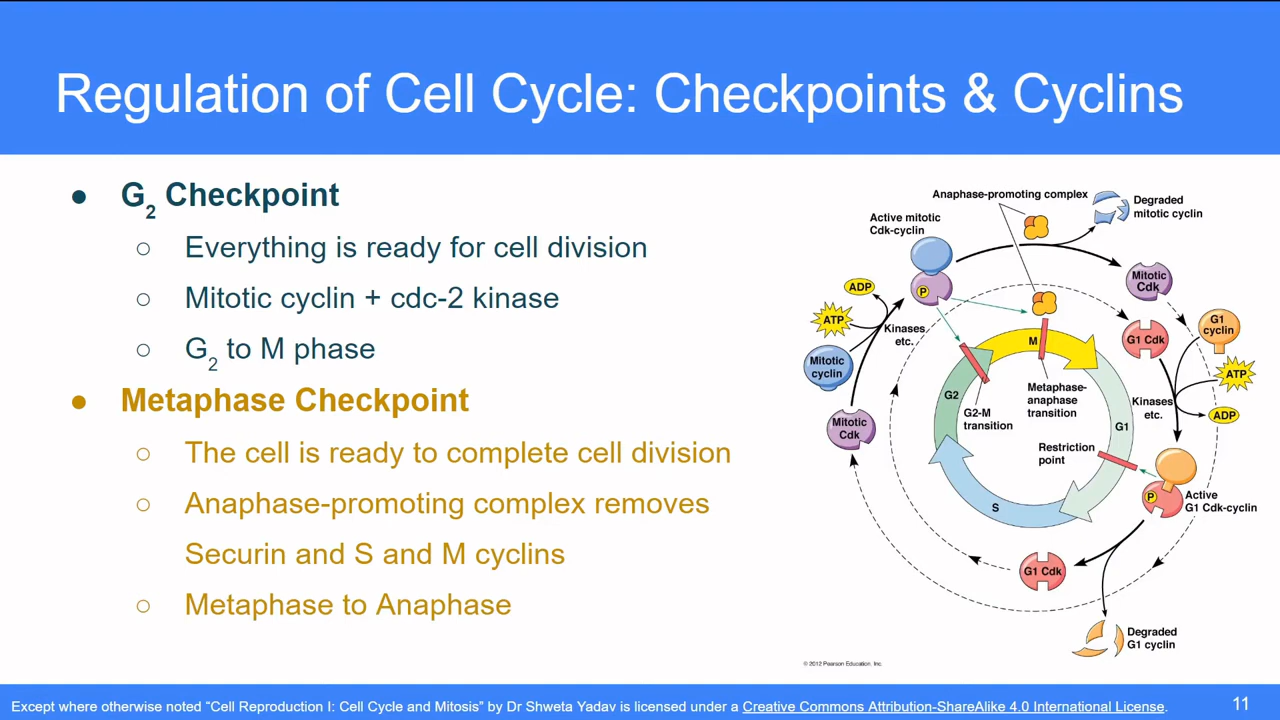 Regulation of Cell Cycle: Checkpoints & Cyclins
● G2 Checkpoint
○ Everything is ready for cell division
○ Mitotic cyclin + cdc-2 kinase
○ G2 to M phase
● Metaphase Checkpoint
○ The cell is ready to complete cell division
○ Anaphase-promoting complex removes
Securin and S and M cyclins
○ Metaphase to Anaphase
Anaphase-promoting complex
Degraded
mitotic cyclin
Active mitotic
Cdk-cyclin
P
ADP
ATP
Kinases
etc.
Mitotic
cyclin
Mitotic
Cdk
Mitotic
Cdk
G1 Cdk
G1
cyclin
ATP
Kinases
etc.
ADP
M
G2
G1
S
G2-M
transition
Metaphase-
anaphase
transition
Restriction
point
P
Active
G1 Cdk-cyclin
G1 Cdk
Degraded
G1 cyclin
© 2012 Pearson Education, Inc.
Except where otherwise noted “Cell Reproduction I: Cell Cycle and Mitosis” by Dr Shweta Yadav is licensed under a Creative Commons Attribution-ShareAlike 4.0 International License.
11